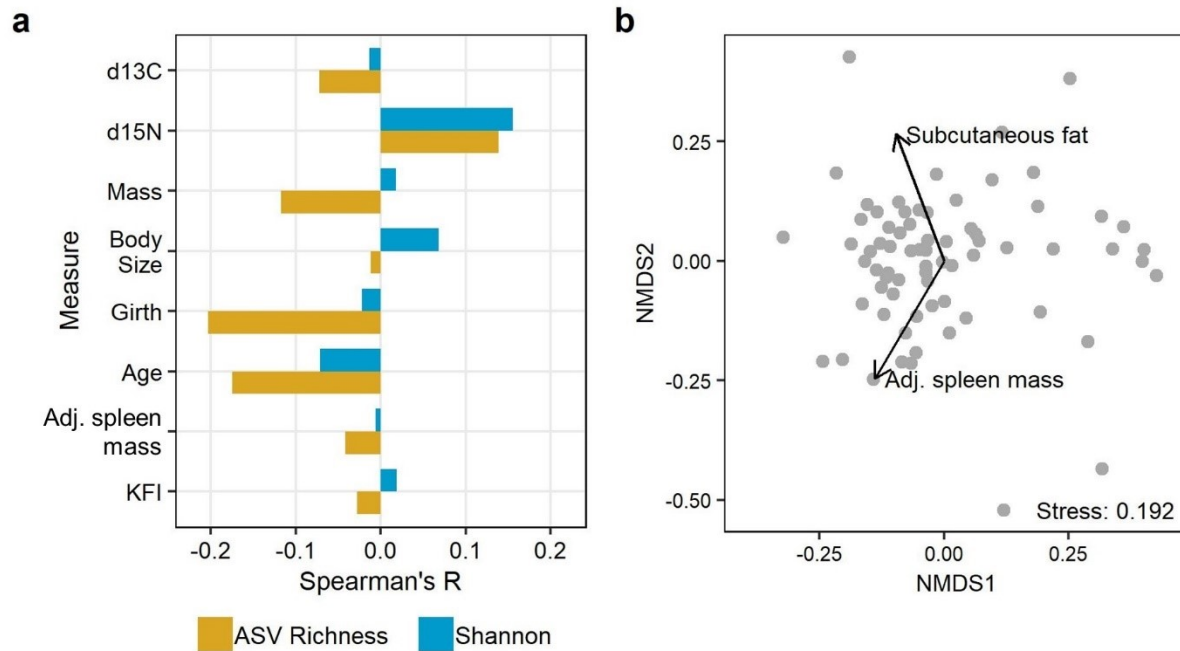 a
Measure
d13C
d15N
Mass
Body
Size
Girth
Age
Adj. spleen
mass
KFI
-0.2 -0.1 0.0 0.1 0.2
Spearman's R
ASV Richness Shannon
b
NMDS2
0.25
0.00
-0.25
-0.50
Subcutaneous fat
Adj. spleen mass
Stress: 0.192
-0.25 0.00 0.25
NMDS1